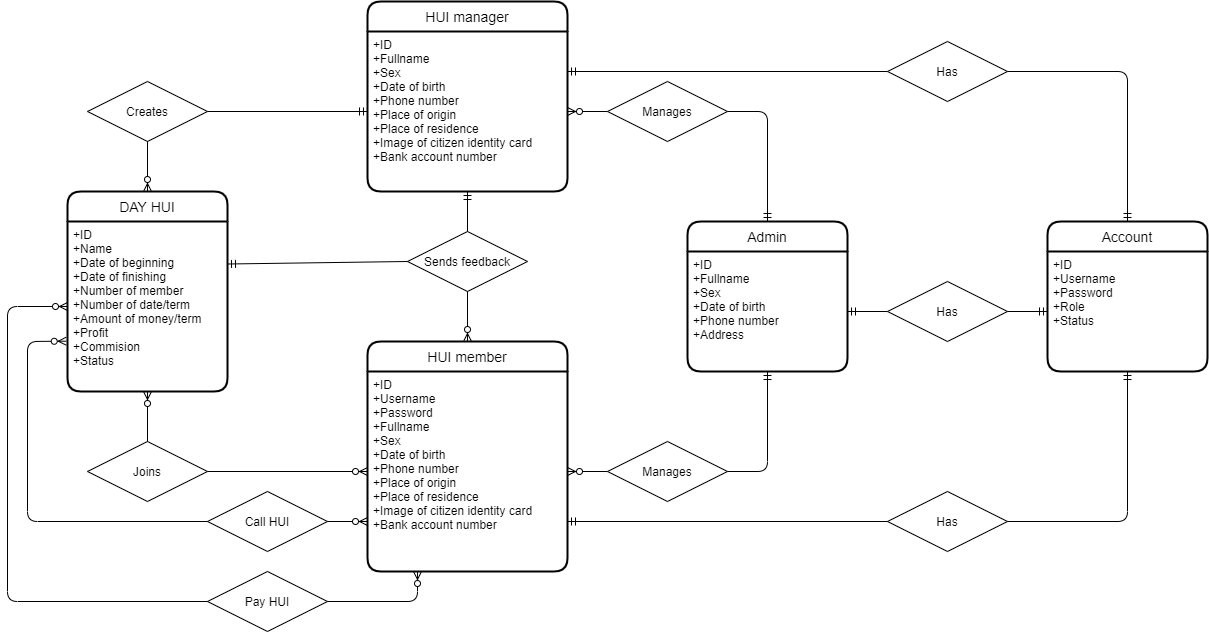 HUI manager
+ID
+Fullname
+Sex
+Date of birth
+Phone number
+Place of origin
+Place of residence
+Image of citizen identity card
+Bank account number
Has
Creates
Manages
DAY HUI
+ID
+Name
+Date of beginning
+Date of finishing
+Number of member
+Number of date/term
+Amount of money/term
+Profit
+Commision
+Status
Sends feedback
Admin
+ID
+Fullname
+Sex
+Date of birth
+Phone number
+Address
Has
Account
+ID
+Username
+Password
+Role
+Status
HUI member
+ID
+Username
+Password
+Fullname
+Sex
+Date of birth
+Phone number
+Place of origin
+Place of residence
+Image of citizen identity card
+Bank account number
Joins
Manages
Call HUI
Has
Pay HUI